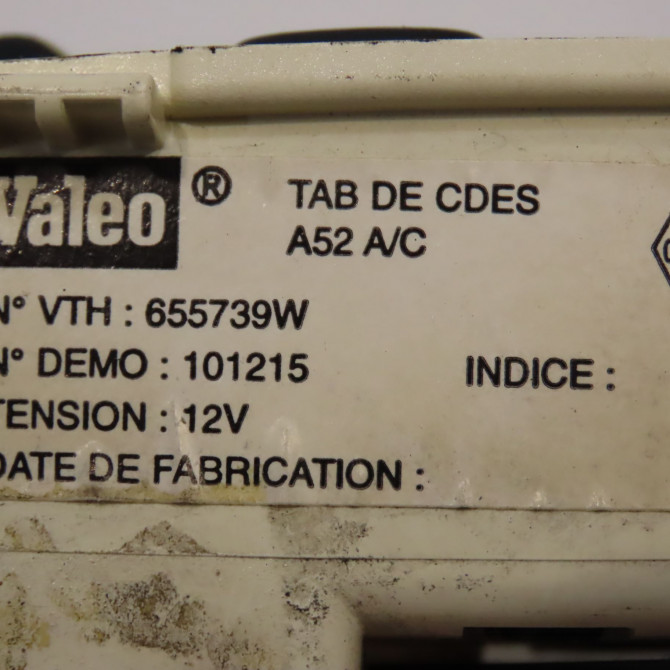 Valeo ® TAB DE CDES
A52 A/C
N° VTH : 655739W
N° DEMO : 101215 INDICE :
TENSION : 12V
DATE DE FABRICATION :